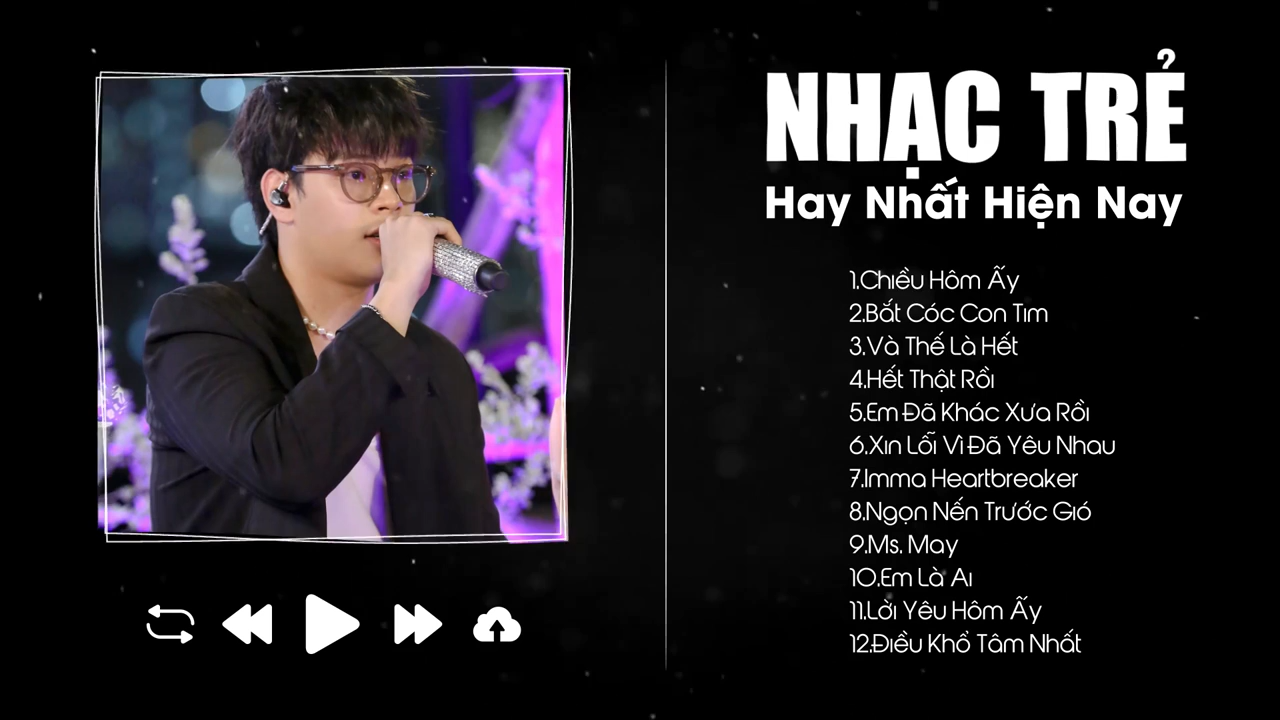 NHẠC TRẺ
Hay Nhất Hiện Nay
1.Chiều Hôm Ấy
2.Bắt Cóc Con Tim
3.Và Thế Là Hết
4.Hết Thật Rồi
5.Em Đã Khác Xưa Rồi
6.Xin Lỗi Vì Đã Yêu Nhau
7.Imma Heartbreaker
8.Ngọn Nến Trước Gió
9.Ms. May
10.Em Là Ai
11.Lời Yêu Hôm Ấy
12.Điều Khổ Tâm Nhất